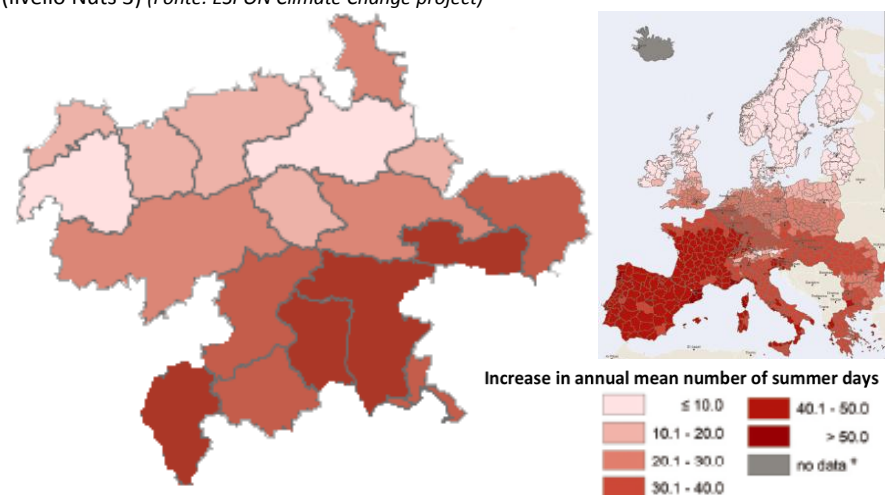 (livello Nuts 3) (Fonte: ESPON Climate Change project)
Increase in annual mean number of summer days
≤ 10.0
10.1 - 20.0
20.1 - 30.0
30.1 - 40.0
40.1 - 50.0
> 50.0
no data *